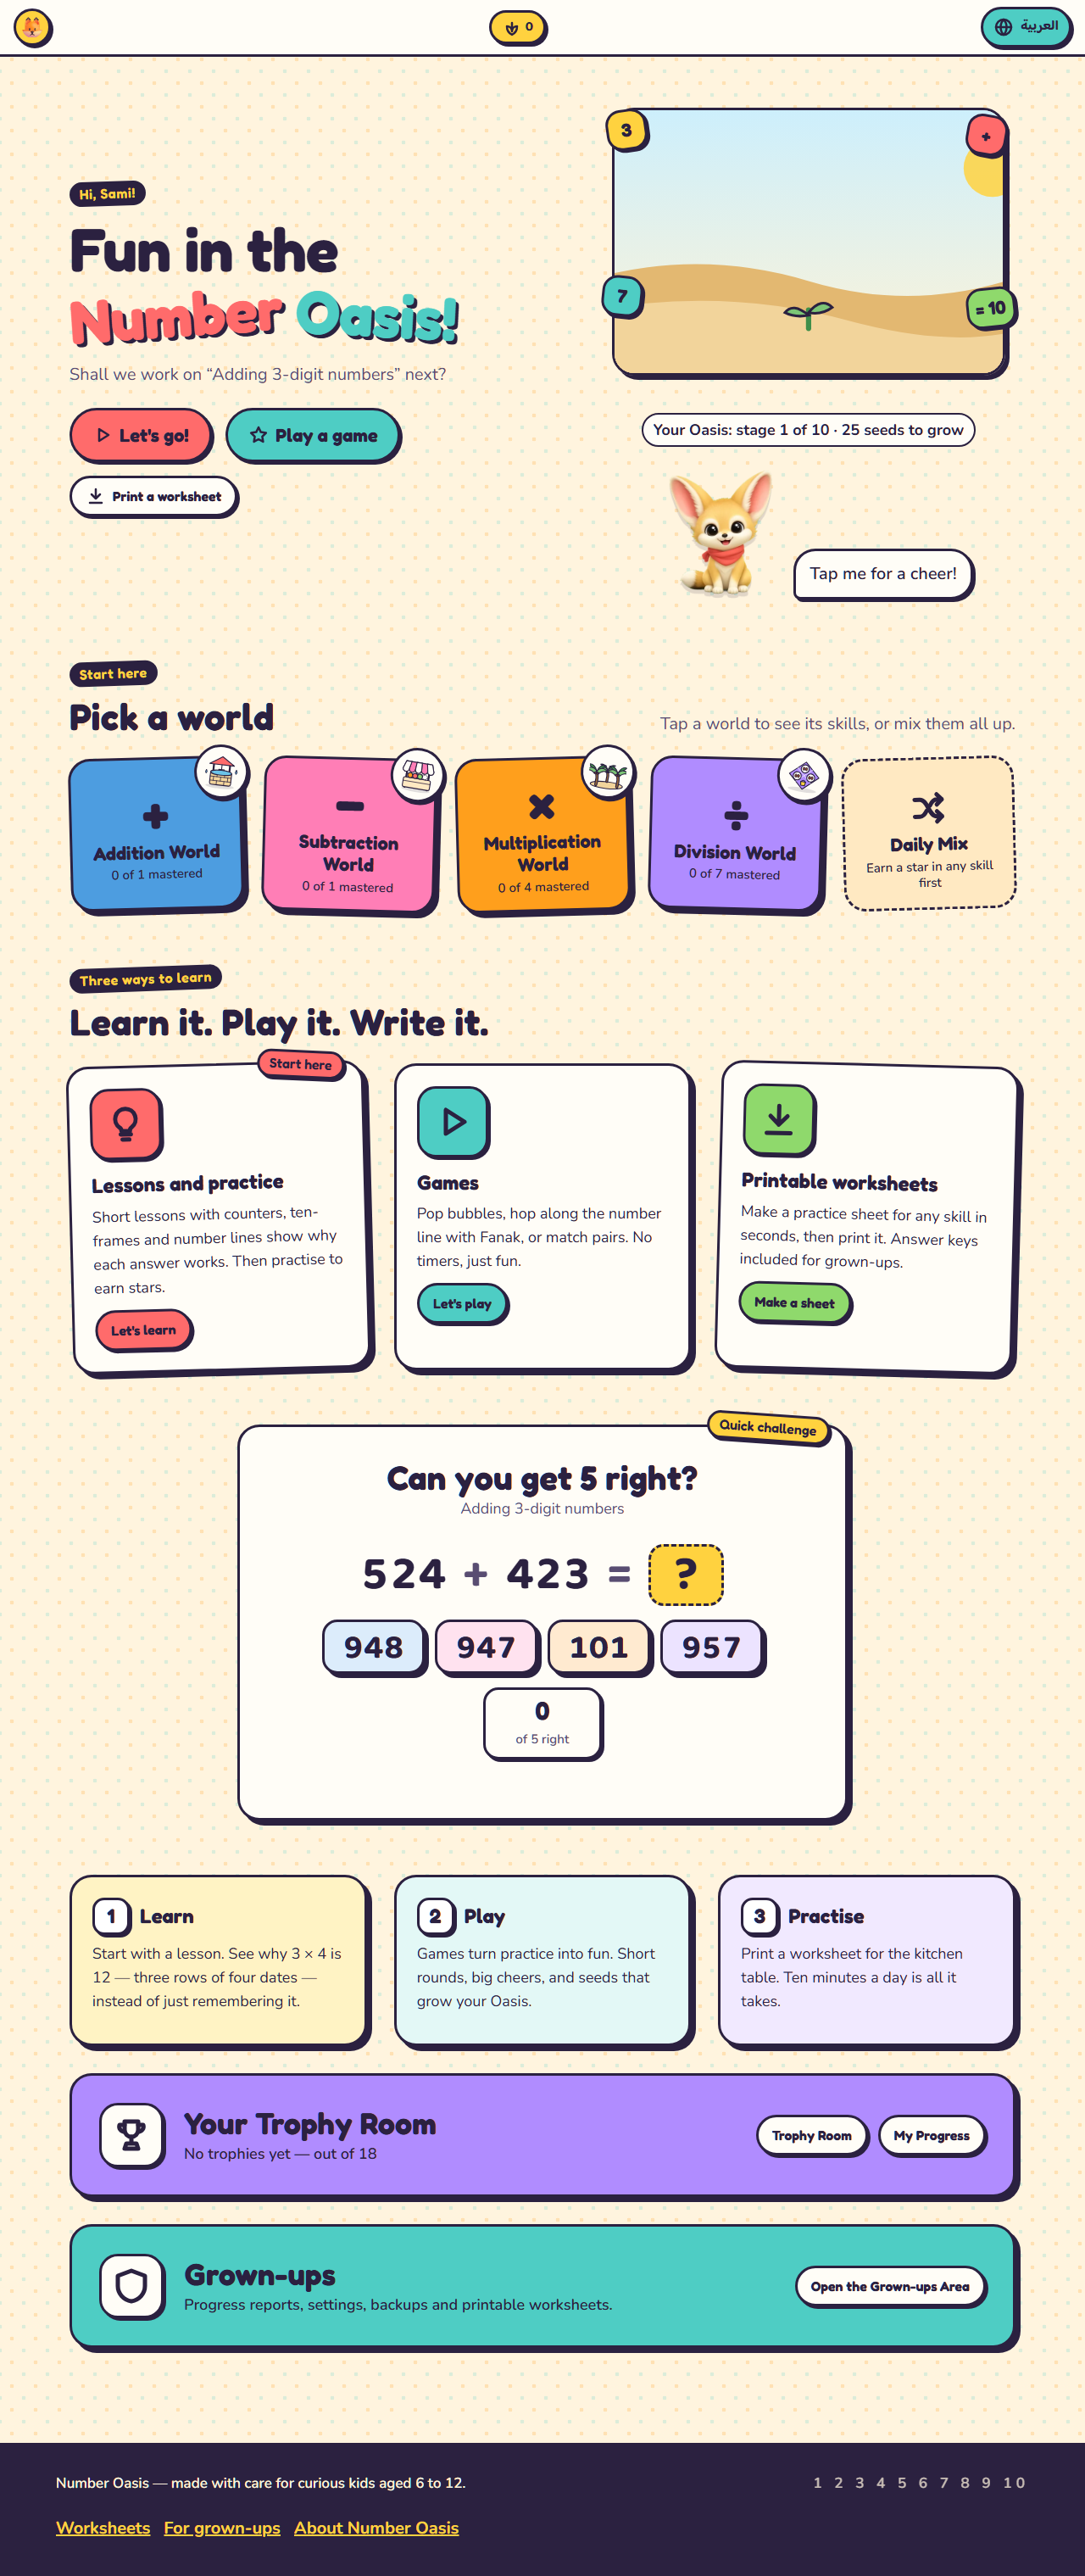 0
العربية
Hi, Sami!
Fun in the
Number Oasis!
Shall we work on “Adding 3-digit numbers” next?
Let's go!
Play a game
Print a worksheet
3
+
7
= 10
Your Oasis: stage 1 of 10 · 25 seeds to grow
Tap me for a cheer!
Start here
Pick a world
Tap a world to see its skills, or mix them all up.
+
Addition World
0 of 1 mastered
−
Subtraction
World
0 of 1 mastered
×
Multiplication
World
0 of 4 mastered
÷
Division World
0 of 7 mastered
Daily Mix
Earn a star in any skill
first
Three ways to learn
Learn it. Play it. Write it.
Start here
Lessons and practice
Short lessons with counters, ten-
frames and number lines show why
each answer works. Then practise to
earn stars.
Let's learn
Games
Pop bubbles, hop along the number
line with Fanak, or match pairs. No
timers, just fun.
Let's play
Printable worksheets
Make a practice sheet for any skill in
seconds, then print it. Answer keys
included for grown-ups.
Make a sheet
Quick challenge
Can you get 5 right?
Adding 3-digit numbers
524 + 423 = ?
948 947 101 957
0
of 5 right
1 Learn
Start with a lesson. See why 3 × 4 is
12 — three rows of four dates —
instead of just remembering it.
2 Play
Games turn practice into fun. Short
rounds, big cheers, and seeds that
grow your Oasis.
3 Practise
Print a worksheet for the kitchen
table. Ten minutes a day is all it
takes.
Your Trophy Room
No trophies yet — out of 18
Trophy Room
My Progress
Grown-ups
Progress reports, settings, backups and printable worksheets.
Open the Grown-ups Area
Number Oasis — made with care for curious kids aged 6 to 12.
1 2 3 4 5 6 7 8 9 10
Worksheets For grown-ups About Number Oasis